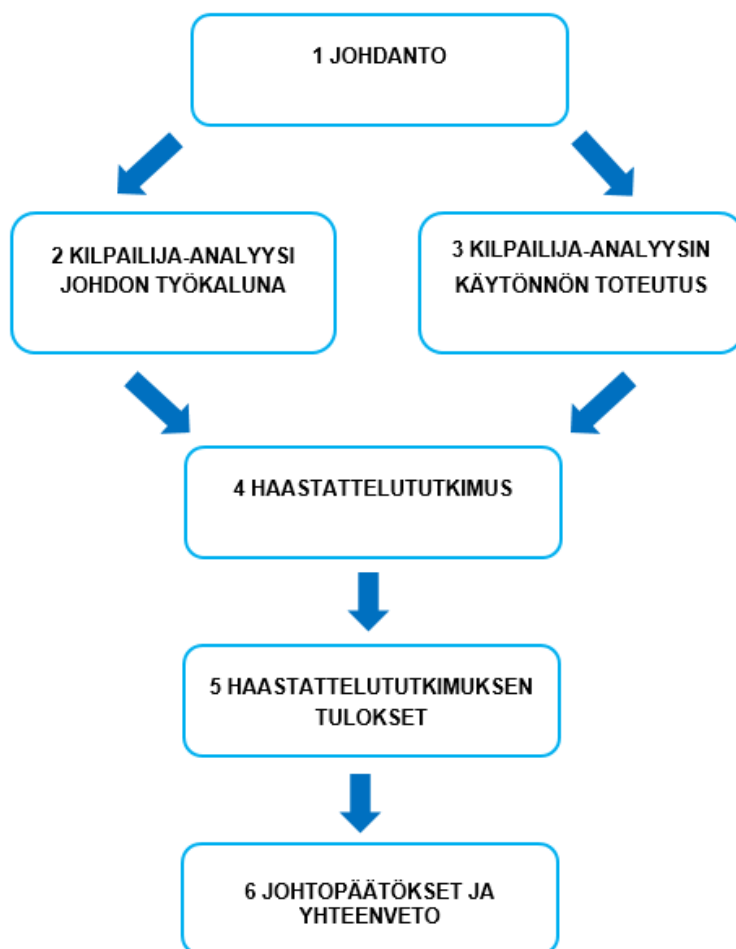 1 JOHDANTO
2 KILPAILIJA-ANALYYSI
JOHDON TYÖKALUNA
3 KILPAILIJA-ANALYYSIN
KÄYTÖNNÖN TOTEUTUS
4 HAASTATTELUTUTKIMUS
5 HAASTATTELUTUTKIMUKSEN
TULOKSET
6 JOHTOPÄÄTÖKSET JA
YHTEENVETO